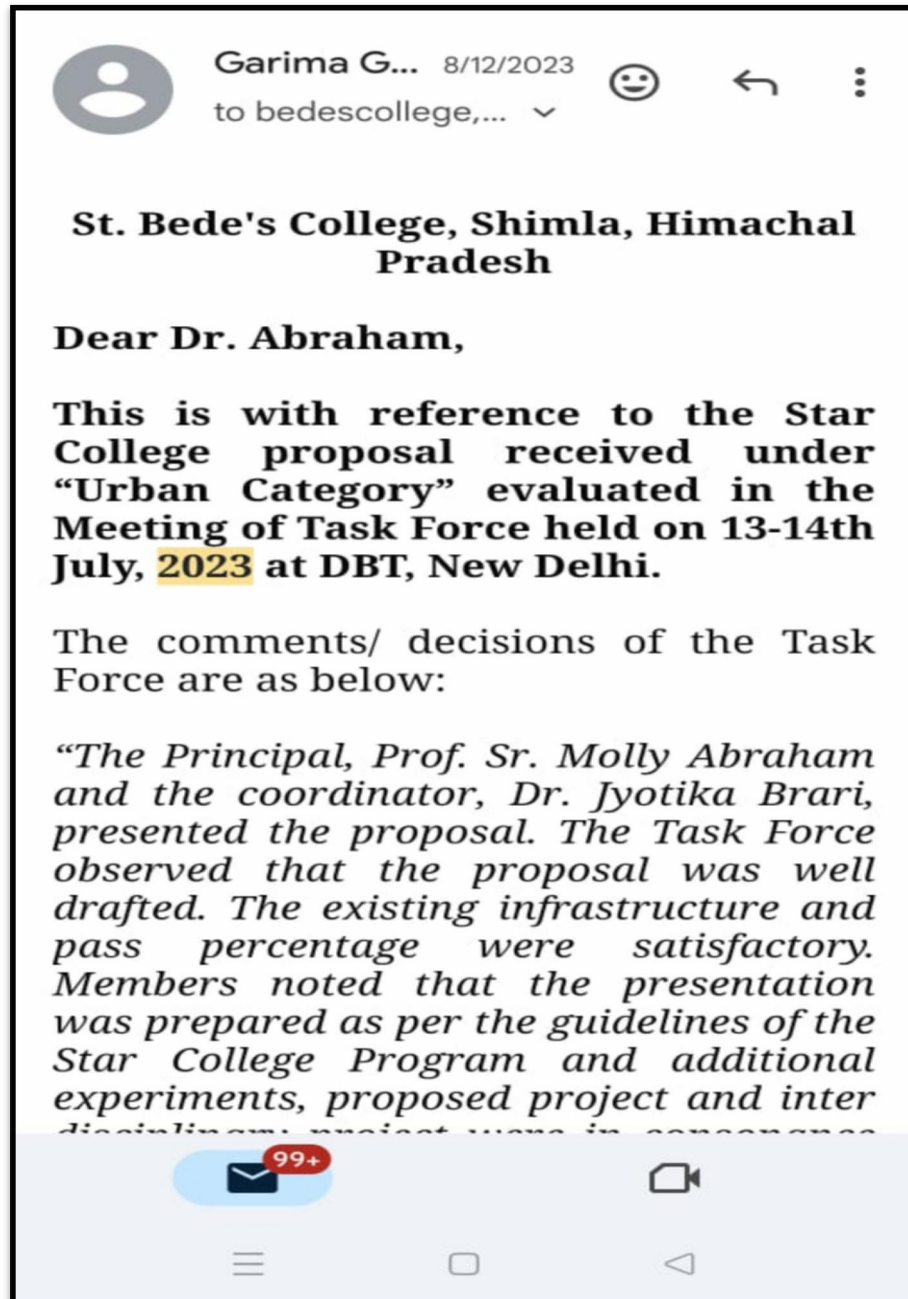 Garima G... 8/12/2023
to bedescollege,...
St. Bede's College, Shimla, Himachal
Pradesh
Dear Dr. Abraham,
This is with reference to the Star
College proposal received under
“Urban Category” evaluated in the
Meeting of Task Force held on 13-14th
July, 2023 at DBT, New Delhi.
The comments/ decisions of the Task
Force are as below:
“The Principal, Prof. Sr. Molly Abraham
and the coordinator, Dr. Jyotika Brari,
presented the proposal. The Task Force
observed that the proposal was well
drafted. The existing infrastructure and
pass percentage were satisfactory.
Members noted that the presentation
was prepared as per the guidelines of the
Star College Program and additional
experiments, proposed project and inter
disciplinary project were in consonance
99+